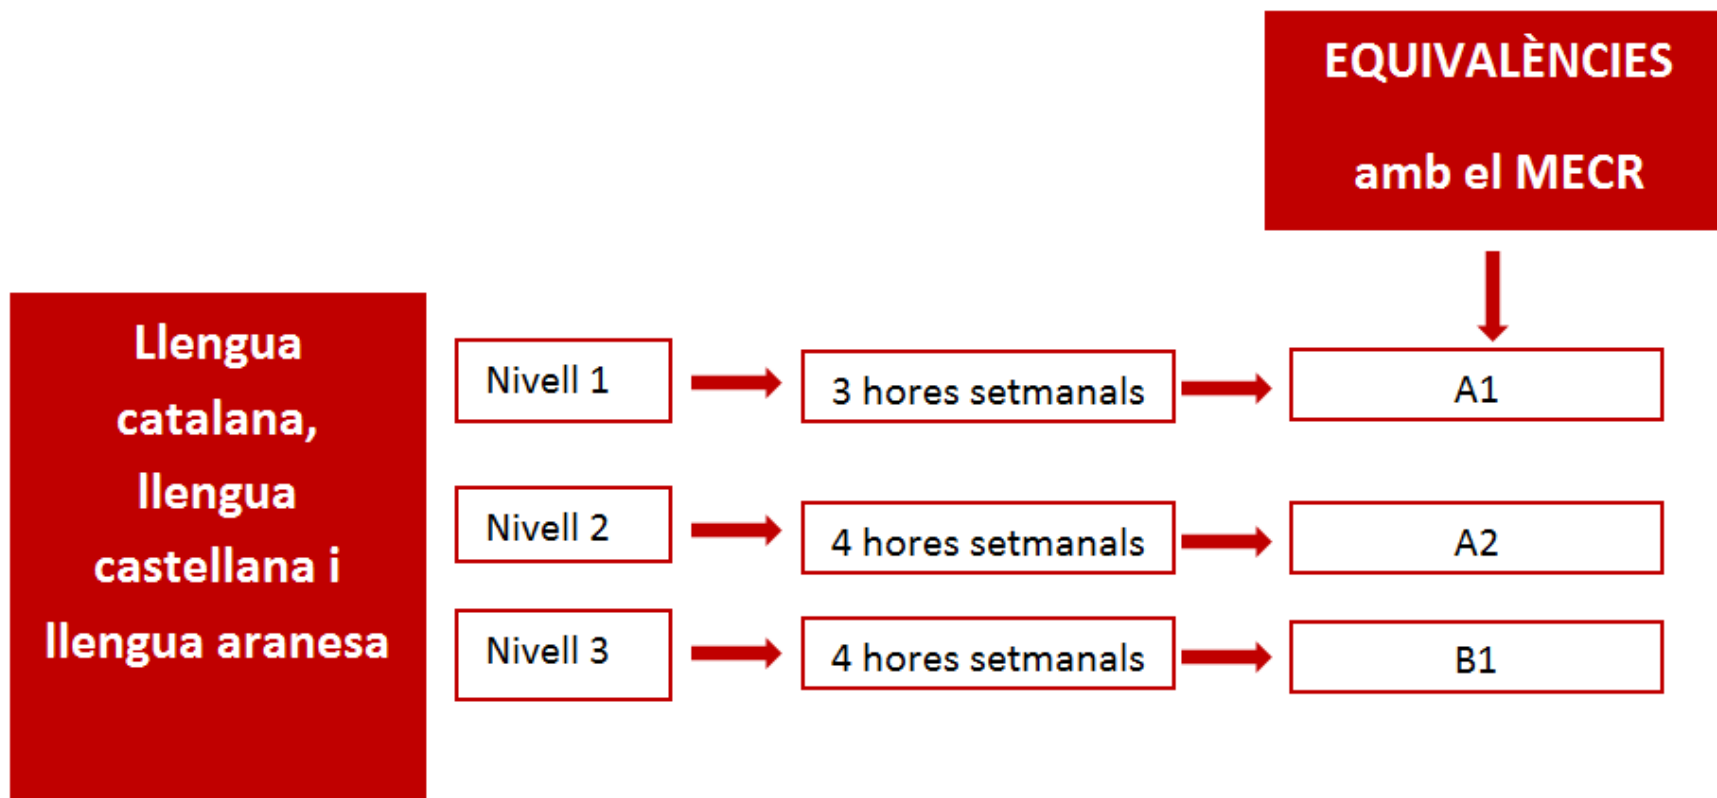 EQUIVALÈNCIES
amb el MECR
Llengua
catalana,
llengua
castellana i
llengua aranesa
Nivell 1
3 hores setmanals
A1
Nivell 2
4 hores setmanals
A2
Nivell 3
4 hores setmanals
B1